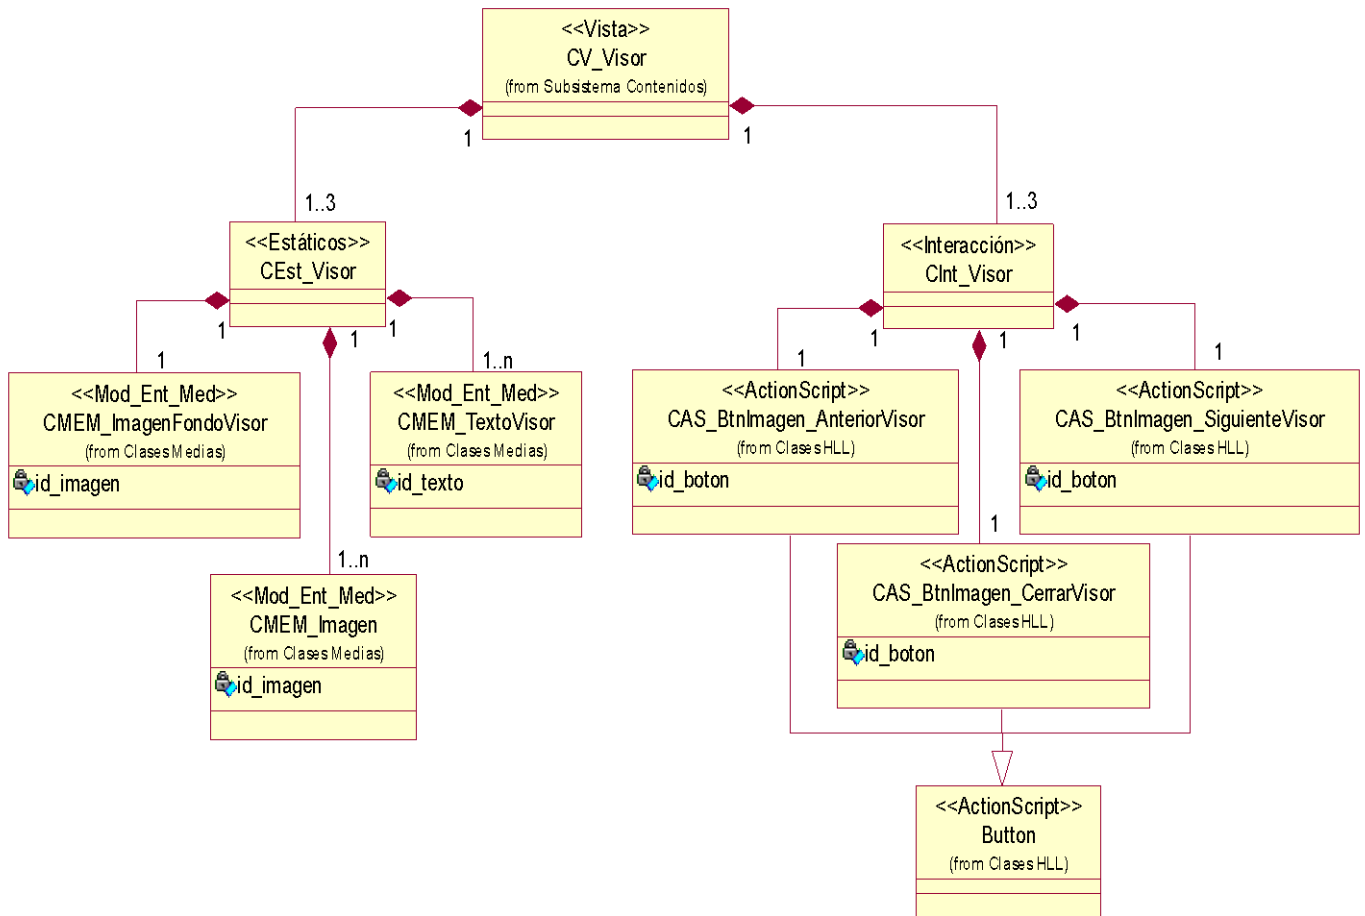 <<Vista>>
CV_Visor
(from Subsistema Contenidos)
1
1
1..3
1..3
<<Estáticos>>
CEst_Visor
<<Interacción>>
CInt_Visor
1
1
1
1
1
1
1
1..n
1
1
<<Mod_Ent_Med>>
CMEM_ImagenFondoVisor
(from Clases Medias)
id_imagen
<<Mod_Ent_Med>>
CMEM_TextoVisor
(from Clases Medias)
id_texto
<<ActionScript>>
CAS_BtnImagen_AnteriorVisor
(from Clases HLL)
id_boton
<<ActionScript>>
CAS_BtnImagen_SiguienteVisor
(from Clases HLL)
id_boton
1
1..n
<<ActionScript>>
CAS_BtnImagen_CerrarVisor
(from Clases HLL)
id_boton
<<Mod_Ent_Med>>
CMEM_Imagen
(from Clases Medias)
id_imagen
<<ActionScript>>
Button
(from Clases HLL)